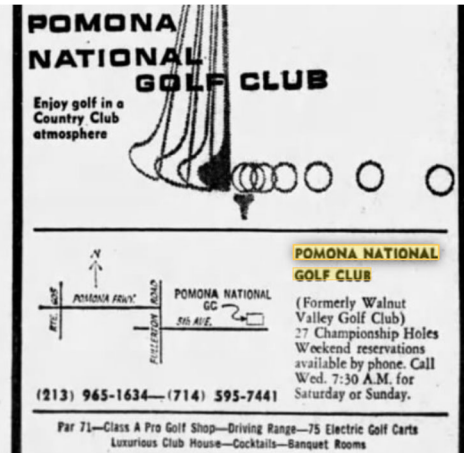 POMONA
NATIONAL
GOLF CLUB
Enjoy golf in a
Country Club
atmosphere
N
RTE. 605
POMONA FRWY.
FULLERTON ROAD
POMONA NATIONAL
GC
5th AVE.
POMONA NATIONAL
GOLF CLUB
(Formerly Walnut
Valley Golf Club)
27 Championship Holes
Weekend reservations
available by phone. Call
Wed. 7:30 A.M. for
Saturday or Sunday.
(213) 965-1634—(714) 595-7441
Par 71—Class A Pro Golf Shop—Driving Range—75 Electric Golf Carts
Luxurious Club House—Cocktails—Banquet Rooms